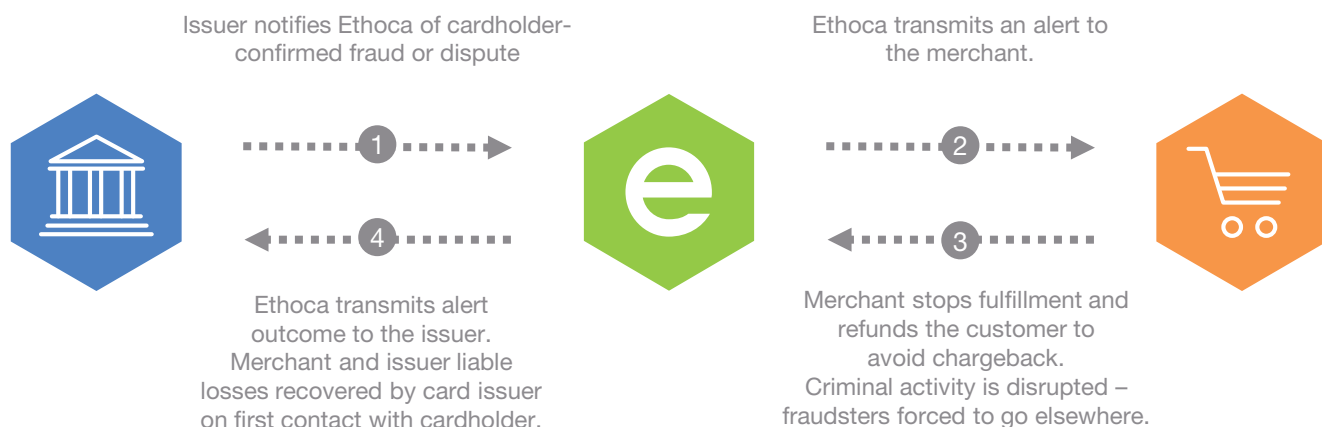 Issuer notifies Ethoca of cardholder-
confirmed fraud or dispute
Ethoca transmits an alert to
the merchant.
1
2
e
4
3
Ethoca transmits alert
outcome to the issuer.
Merchant and issuer liable
losses recovered by card issuer
on first contact with cardholder.
Merchant stops fulfillment and
refunds the customer to
avoid chargeback.
Criminal activity is disrupted –
fraudsters forced to go elsewhere.